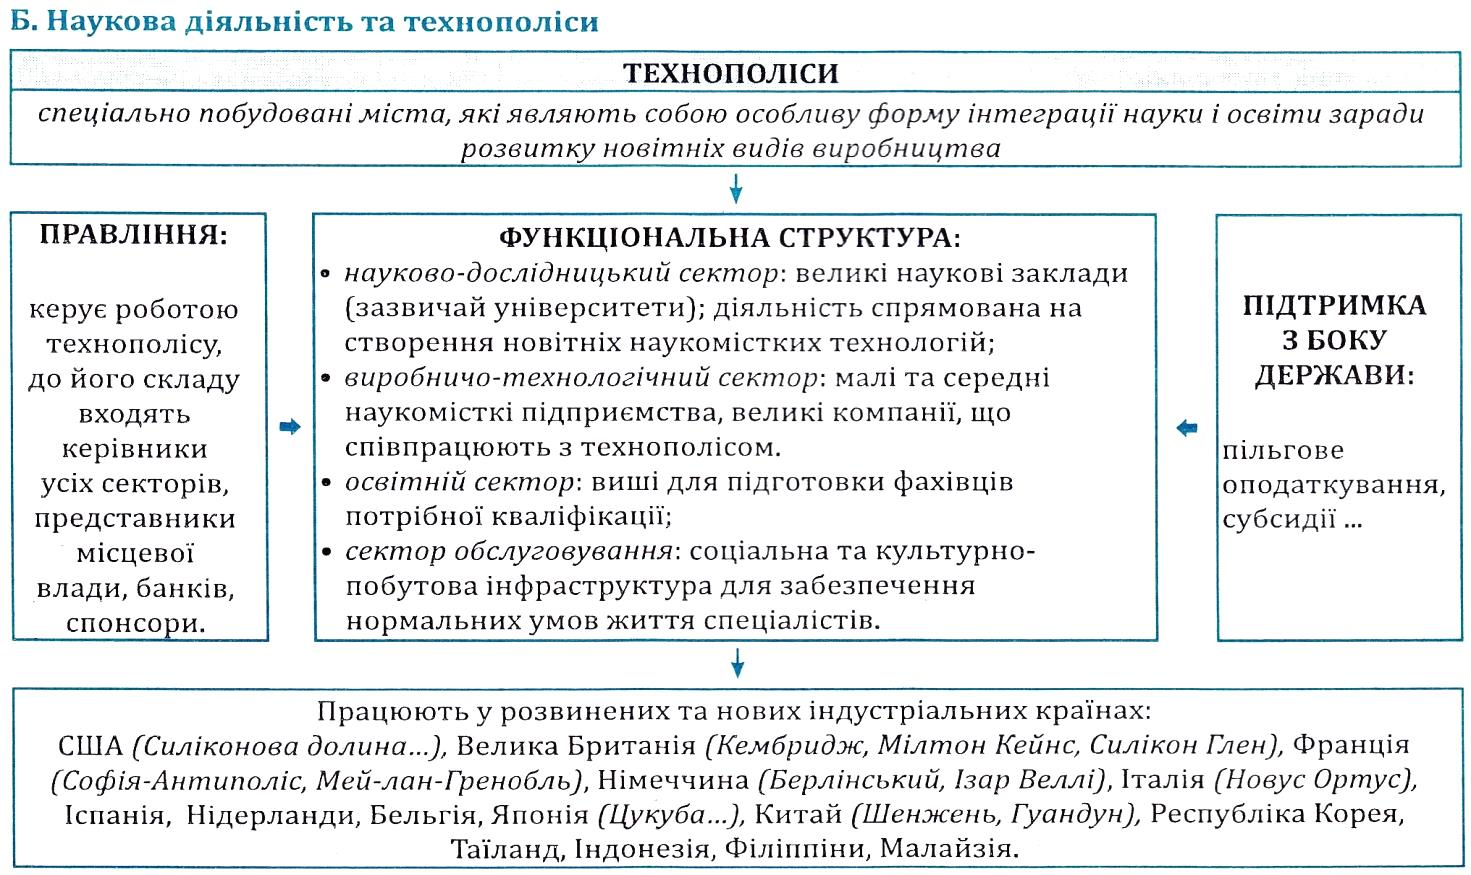 Б. Наукова діяльність та технополіси
ТЕХНОПОЛІСИ
спеціально побудовані міста, які являють собою особливу форму інтеграції науки і освіти заради
розвитку новітніх видів виробництва
ПРАВЛІННЯ:
керує роботою
технополісу,
до його складу
входять
керівники
усіх секторів,
представники
місцевої
влади, банків,
спонсори.
ФУНКЦІОНАЛЬНА СТРУКТУРА:
• науково-дослідницький сектор: великі наукові заклади
(зазвичай університети); діяльність спрямована на
створення новітніх наукомістких технологій;
• виробничо-технологічний сектор: малі та середні
наукомісткі підприємства, великі компанії, що
співпрацюють з технополісом.
• освітній сектор: виші для підготовки фахівців
потрібної кваліфікації;
• сектор обслуговування: соціальна та культурно-
побутова інфраструктура для забезпечення
нормальних умов життя спеціалістів.
ПІДТРИМКА
З БОКУ
ДЕРЖАВИ:
пільгове
оподаткування,
субсидії ...
Працюють у розвинених та нових індустріальних країнах:
США (Силіконова долина...), Велика Британія (Кембридж, Мілтон Кейнс, Силікон Глен), Франція
(Софія-Антиполіс, Мей-лан-Гренобль), Німеччина (Берлінський, Ізар Веллі), Італія (Новус Ортус),
Іспанія, Нідерланди, Бельгія, Японія (Цукуба...), Китай (Шенжень, Гуандун), Республіка Корея,
Таїланд, Індонезія, Філіппіни, Малайзія.